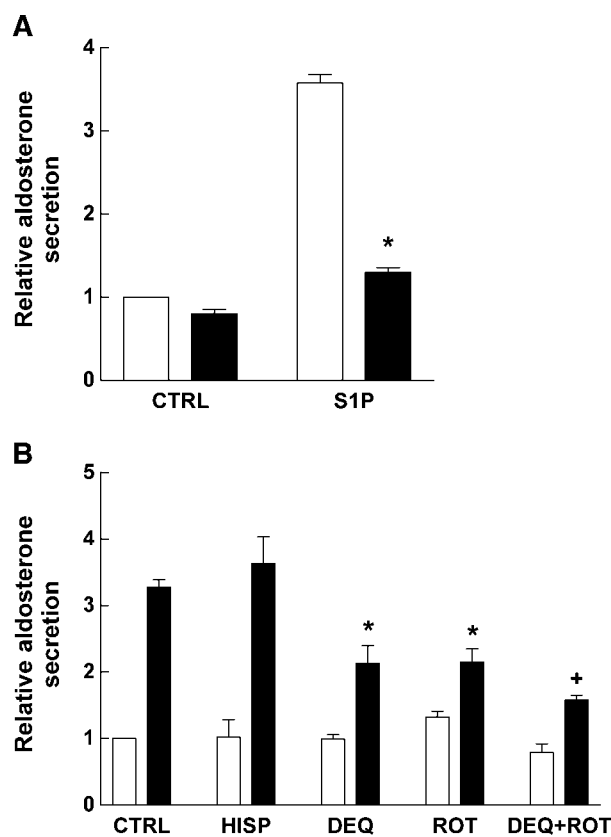 A
Relative aldosterone
secretion
4
3
2
1
0
*
CTRL
S1P
B
Relative aldosterone
secretion
5
4
3
2
1
0
* * +
CTRL HISP DEQ ROT DEQ+ROT